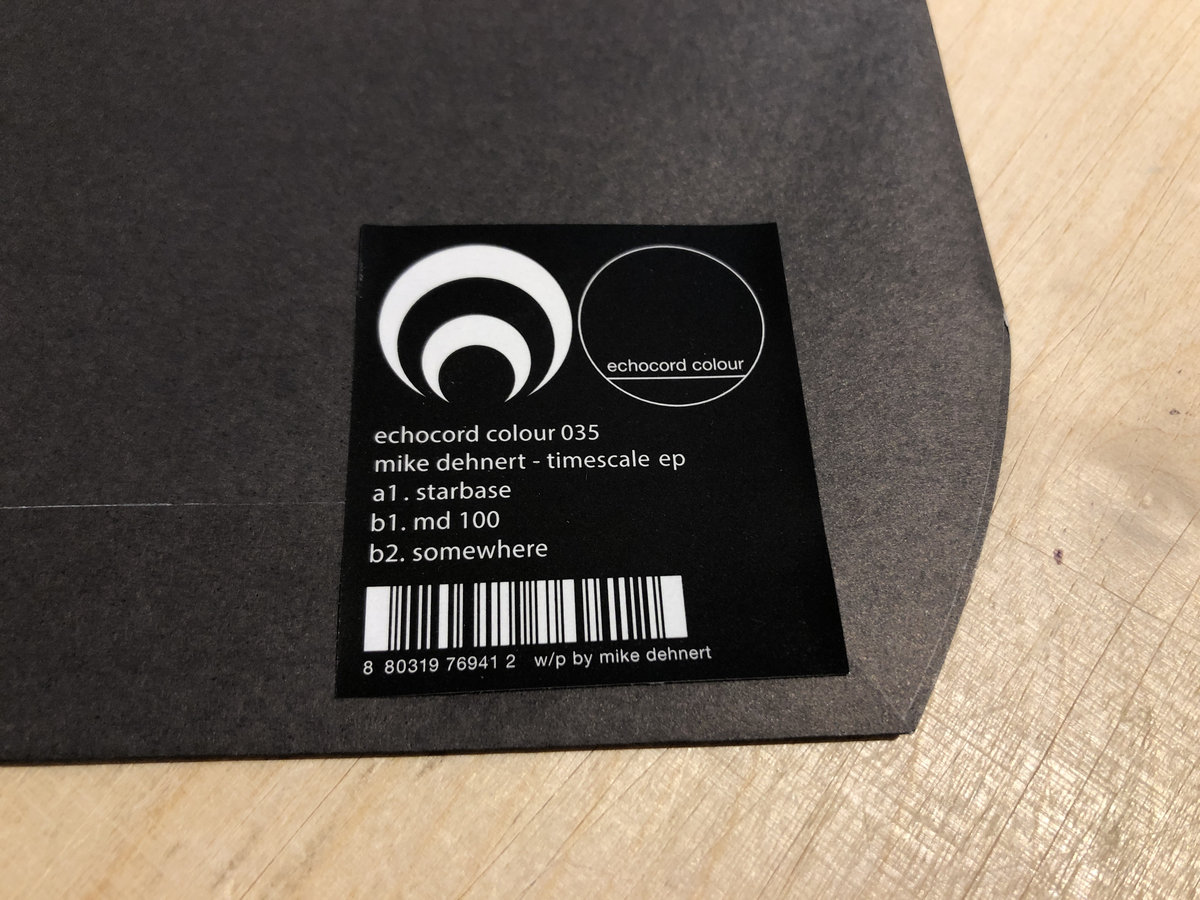 echocord colour
echocord colour 035
mike dehnert - timescale ep
a1. starbase
b1. md 100
b2. somewhere
8 80319 76941 2 w/p by mike dehnert